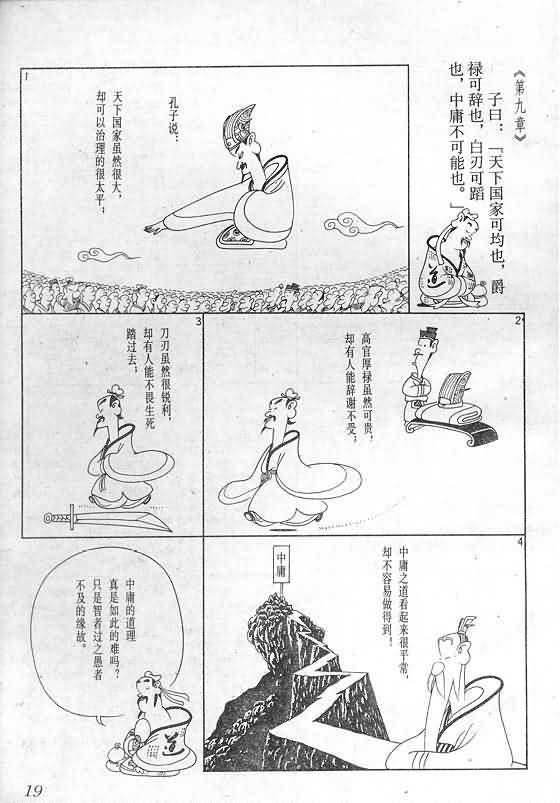 《第九章》
子曰：「天下国家可均也，爵
禄可辞也，白刃可蹈
也，中庸不可能也。」
道
1
孔子说：
天下国家虽然很大，
却可以治理的很太平；
2
高官厚禄虽然可贵，
却有人能辞谢不受；
3
刀刃虽然很锐利，
却有人能不畏生死
踏过去；
4
中庸之道看起来很平常，
却不容易做得到！
中庸
中庸的道理
真是如此的难吗？
只是智者过之愚者
不及的缘故。
道
19